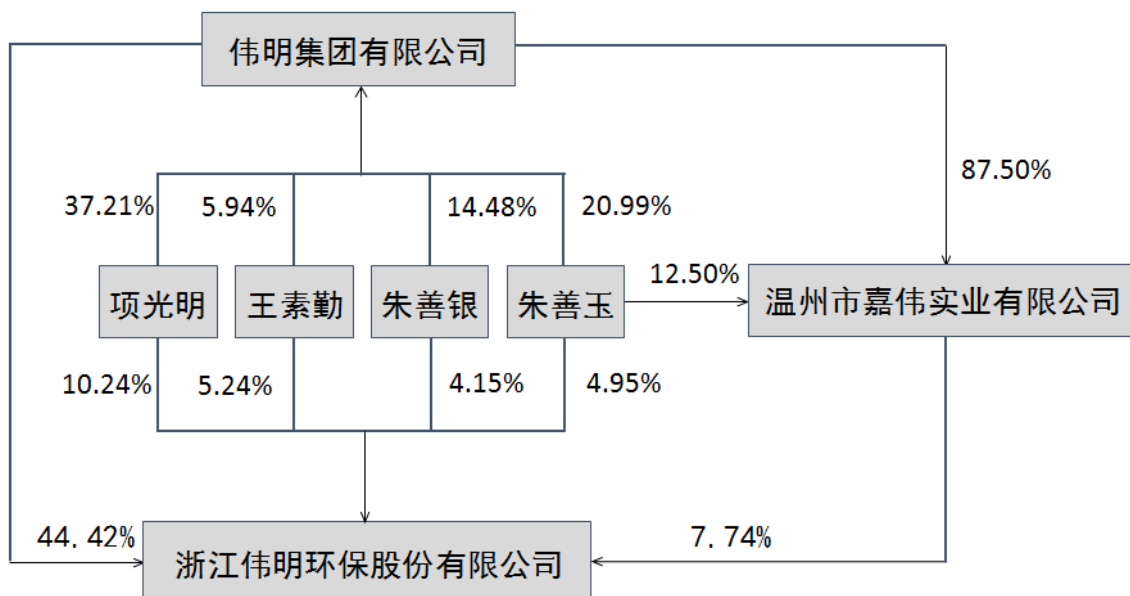 伟明集团有限公司
87.50%
37.21%
5.94%
14.48%
20.99%
12.50%
项光明
王素勤
朱善银
朱善玉
温州市嘉伟实业有限公司
10.24%
5.24%
4.15%
4.95%
44.42%
7.74%
浙江伟明环保股份有限公司